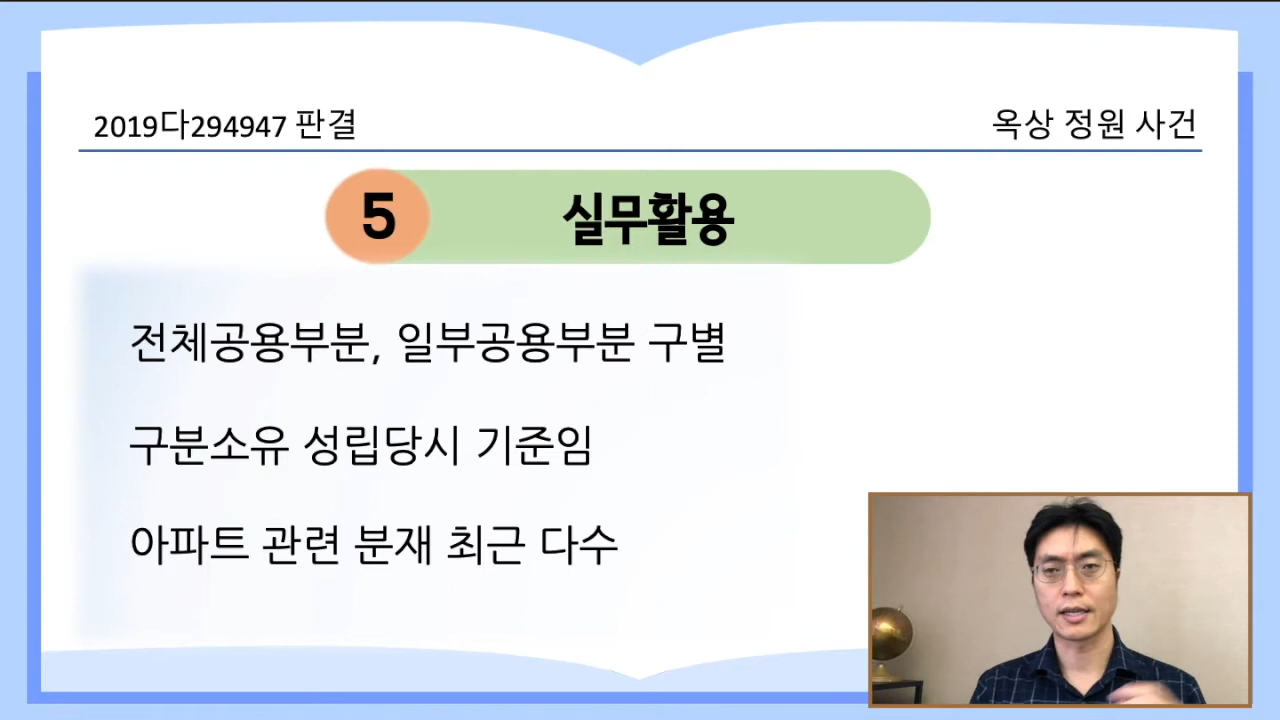 2019다294947 판결
옥상 정원 사건
5 실무활용
전체공용부분, 일부공용부분 구별
구분소유 성립당시 기준임
아파트 관련 분재 최근 다수